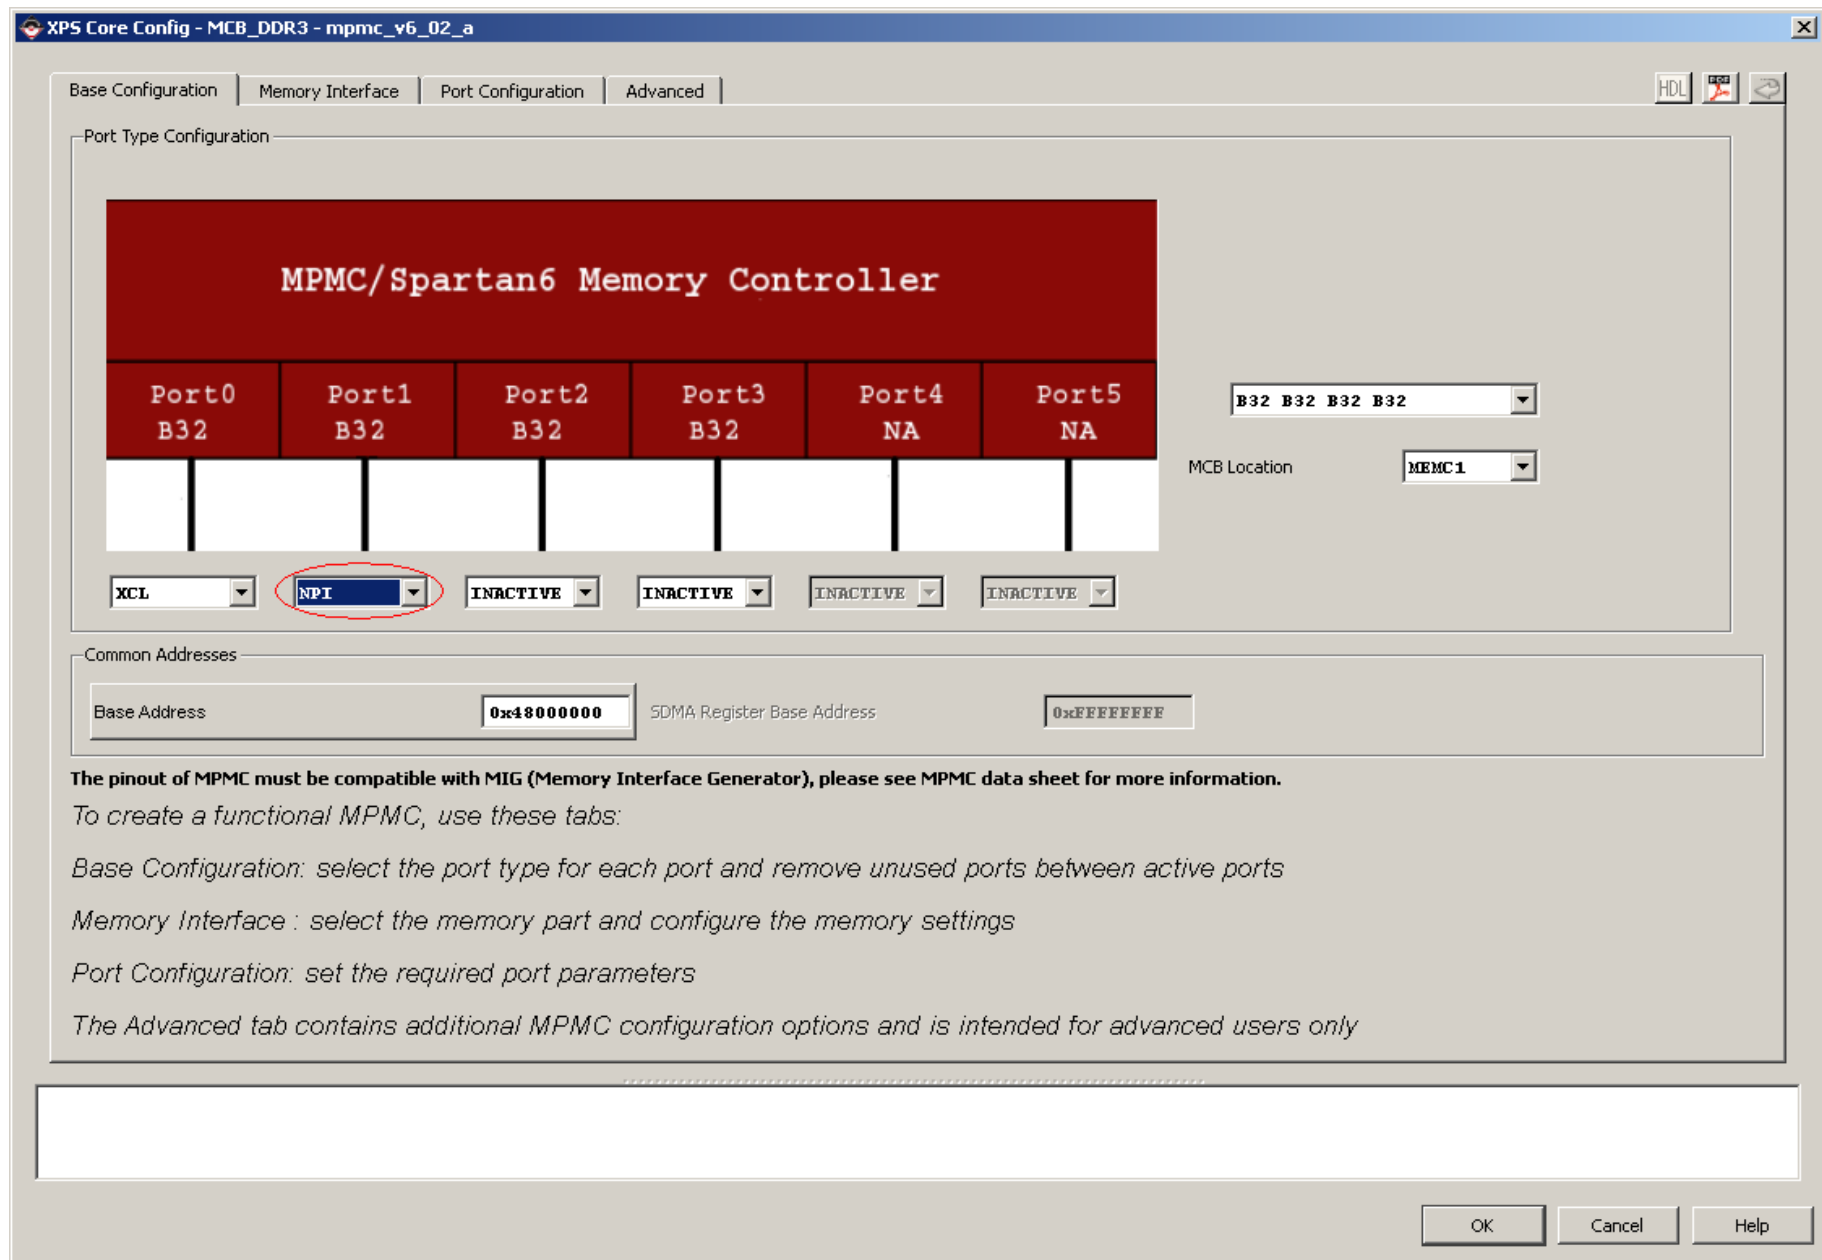 XPS Core Config - MCB_DDR3 - mpmc_v6_02_a
Base Configuration Memory Interface Port Configuration Advanced HDL PDF
Port Type Configuration
MPMC/Spartan6 Memory Controller
Port0 Port1 Port2 Port3 Port4 Port5
B32 B32 B32 B32 NA NA
B32 B32 B32 B32
MCB Location MEMC1
XCL NPI INACTIVE INACTIVE INACTIVE INACTIVE
Common Addresses
Base Address 0x48000000 SDMA Register Base Address 0xFFFFFFFF
The pinout of MPMC must be compatible with MIG (Memory Interface Generator), please see MPMC data sheet for more information.
To create a functional MPMC, use these tabs:
Base Configuration: select the port type for each port and remove unused ports between active ports
Memory Interface : select the memory part and configure the memory settings
Port Configuration: set the required port parameters
The Advanced tab contains additional MPMC configuration options and is intended for advanced users only
OK Cancel Help